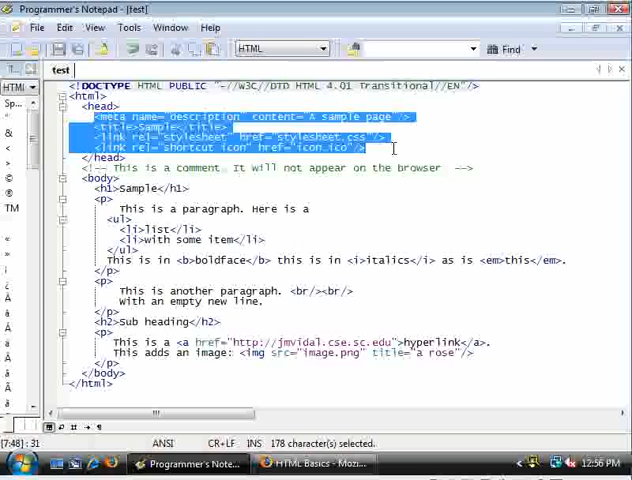 Programmer's Notepad - [test]
File Edit View Tools Window Help
HTML Find
test
HTML
Sp...
"
&
<
>
©
®
TM
«
»
<!DOCTYPE HTML PUBLIC "-//W3C//DTD HTML 4.01 Transitional//EN">
<html>
<head>
<meta name="description" content="A sample page"/>
<title>Sample</title>
<link rel="stylesheet" href="stylesheet.css"/>
<link rel="shortcut icon" href="icon.ico"/>
</head>
<!-- This is a comment. It will not appear on the browser -->
<body>
<h1>Sample</h1>
<p>
This is a paragraph. Here is a
<ul>
<li>list</li>
<li>with some item</li>
</ul>
This is in <b>boldface</b> this is in <i>italics</i> as is <em>this</em>.
</p>
<p>
This is another paragraph. <br/><br/>
With an empty new line.
</p>
<h2>Sub heading</h2>
<p>
This is a <a href="http://jmvidal.cse.sc.edu">hyperlink</a>.
This adds an image: <img src="image.png" title="a rose"/>
</p>
</body>
</html>
[7:48] : 31 ANSI CR+LF INS 178 character(s) selected.
Programmer's Notepa... HTML Basics - Mozi... 12:56 PM